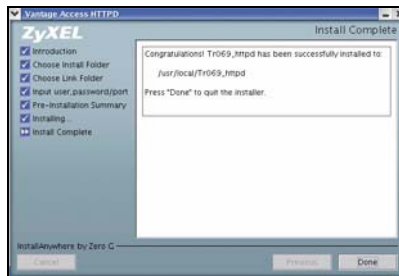 Vantage Access HTTPD
ZyXEL
Install Complete
Introduction
Choose Install Folder
Choose Link Folder
Input user,password/port
Pre-Installation Summary
Installing...
Install Complete
Congratulations! Tr069_httpd has been successfully installed to:
/usr/local/Tr069_httpd
Press "Done" to quit the installer.
InstallAnywhere by Zero G
Cancel
Previous
Done